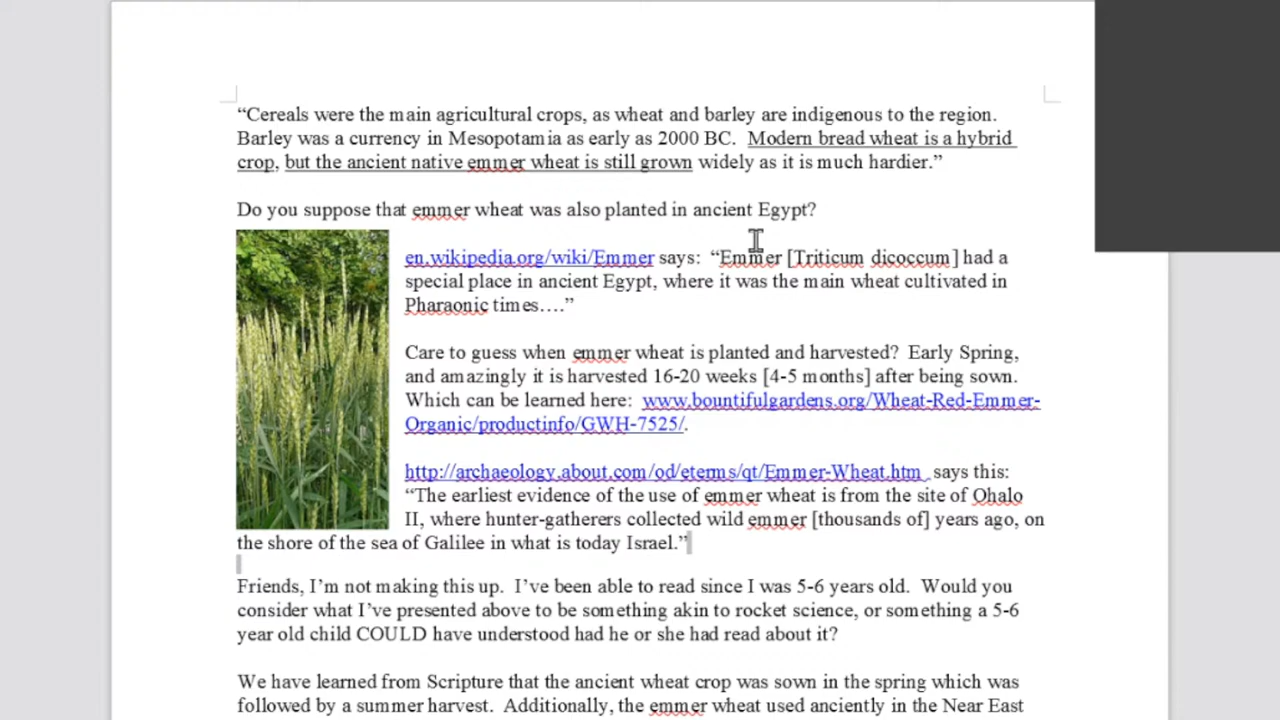 “Cereals were the main agricultural crops, as wheat and barley are indigenous to the region.
Barley was a currency in Mesopotamia as early as 2000 BC.  Modern bread wheat is a hybrid
crop, but the ancient native emmer wheat is still grown widely as it is much hardier.”
Do you suppose that emmer wheat was also planted in ancient Egypt?
en.wikipedia.org/wiki/Emmer says:  “Emmer [Triticum dicoccum] had a
special place in ancient Egypt, where it was the main wheat cultivated in
Pharaonic times….”
Care to guess when emmer wheat is planted and harvested?  Early Spring,
and amazingly it is harvested 16-20 weeks [4-5 months] after being sown.
Which can be learned here:  www.bountifulgardens.org/Wheat-Red-Emmer-
Organic/productinfo/GWH-7525/.
http://archaeology.about.com/od/eterms/qt/Emmer-Wheat.htm  says this:
“The earliest evidence of the use of emmer wheat is from the site of Ohalo
II, where hunter-gatherers collected wild emmer [thousands of] years ago, on
the shore of the sea of Galilee in what is today Israel.”
Friends, I’m not making this up.  I’ve been able to read since I was 5-6 years old.  Would you
consider what I’ve presented above to be something akin to rocket science, or something a 5-6
year old child COULD have understood had he or she had read about it?
We have learned from Scripture that the ancient wheat crop was sown in the spring which was
followed by a summer harvest.  Additionally, the emmer wheat used anciently in the Near East